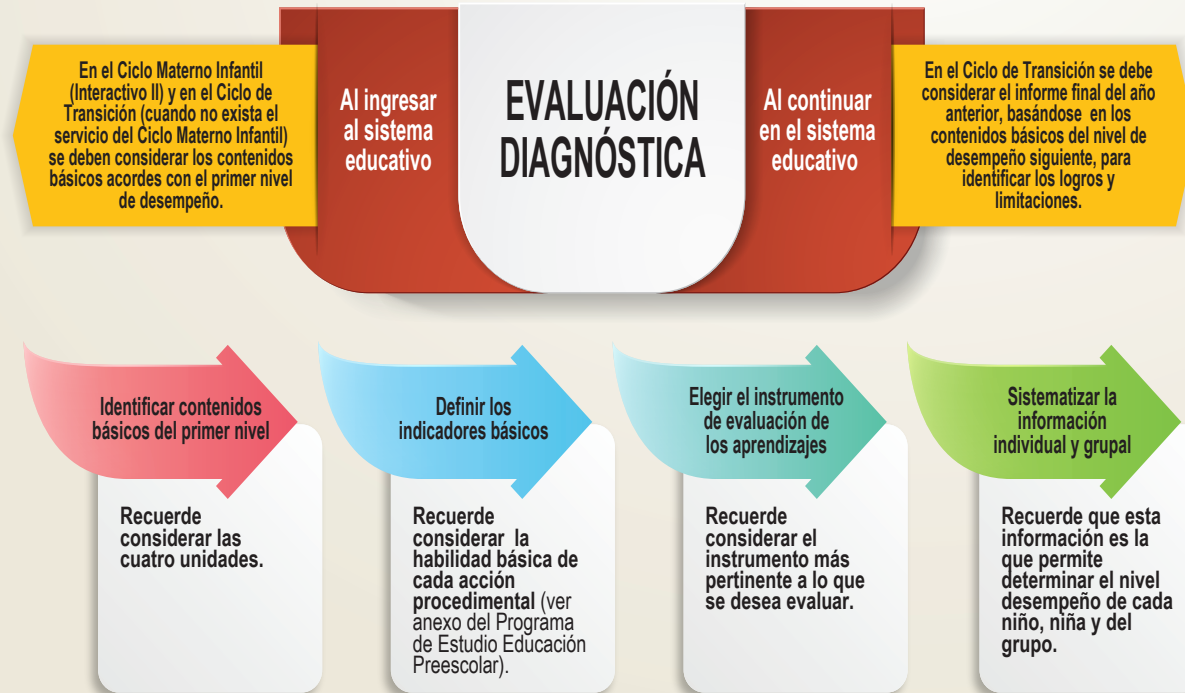 En el Ciclo Materno Infantil
(Interactivo II) y en el Ciclo de
Transición (cuando no exista el
servicio del Ciclo Materno Infantil)
se deben considerar los contenidos
básicos acordes con el primer nivel
de desempeño.
Al ingresar
al sistema
educativo
EVALUACIÓN
DIAGNÓSTICA
Al continuar
en el sistema
educativo
En el Ciclo de Transición se debe
considerar el informe final del año
anterior, basándose en los
contenidos básicos del nivel de
desempeño siguiente, para
identificar los logros y
limitaciones.
Identificar contenidos
básicos del primer nivel
Recuerde
considerar las
cuatro unidades.
Definir los
indicadores básicos
Recuerde
considerar la
habilidad básica de
cada acción
procedimental (ver
anexo del Programa
de Estudio Educación
Preescolar).
Elegir el instrumento
de evaluación de
los aprendizajes
Recuerde
considerar el
instrumento más
pertinente a lo que
se desea evaluar.
Sistematizar la
información
individual y grupal
Recuerde que esta
información es la
que permite
determinar el nivel
desempeño de cada
niño, niña y del
grupo.